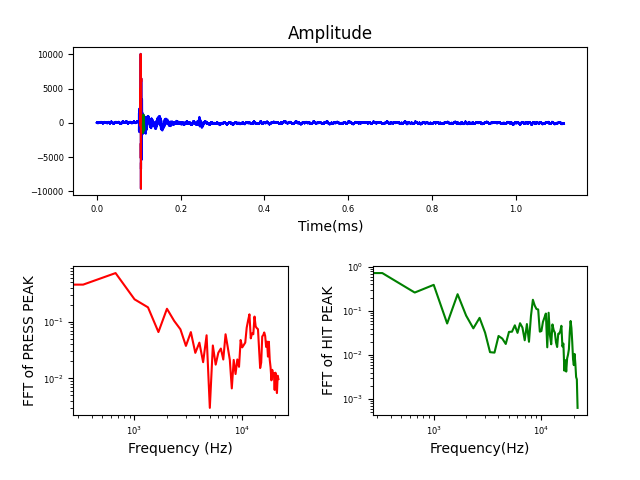 Amplitude
10000
5000
0
−5000
−10000
0.0 0.2 0.4 0.6 0.8 1.0
Time(ms)
FFT of PRESS PEAK
10⁻¹
10⁻²
10³ 10⁴
Frequency (Hz)
FFT of HIT PEAK
10⁰
10⁻¹
10⁻²
10⁻³
10³ 10⁴
Frequency(Hz)